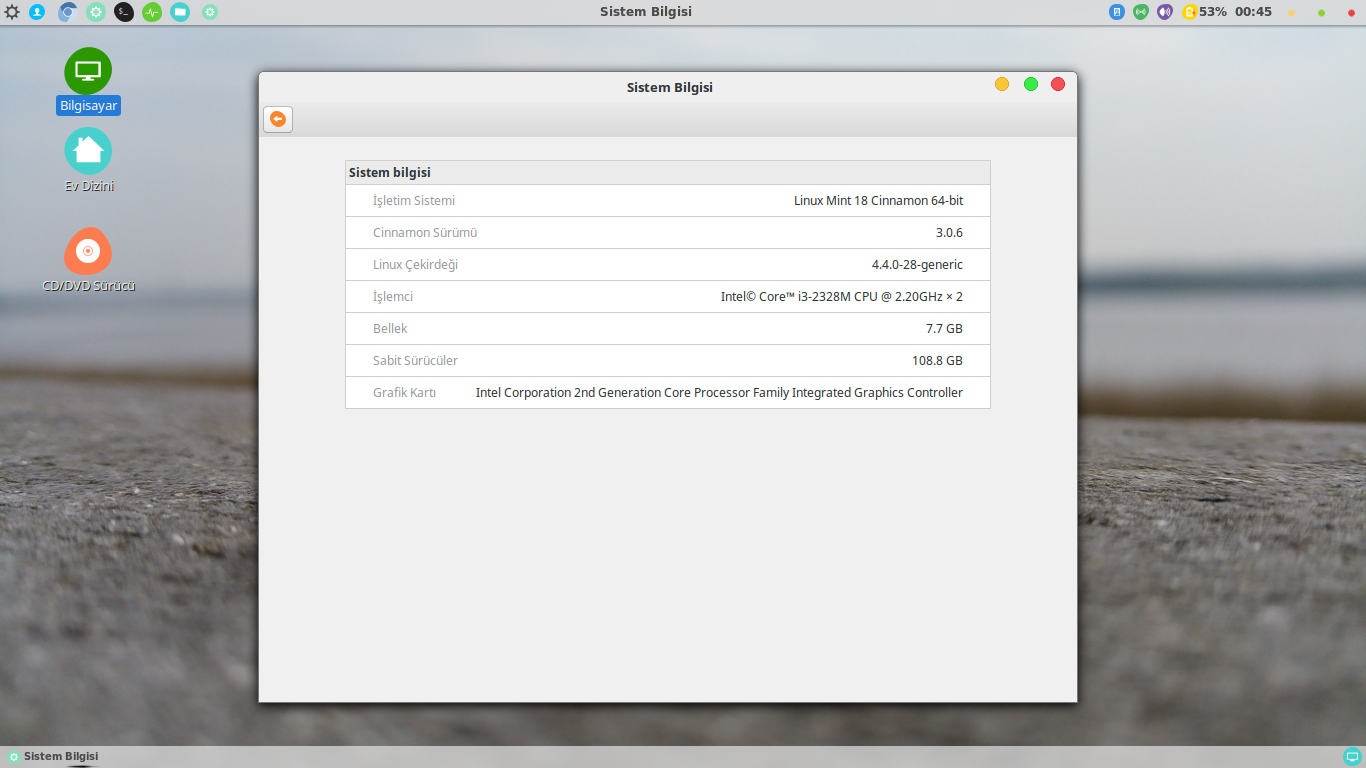 Sistem Bilgisi
53% 00:45
Bilgisayar
Ev Dizini
CD/DVD Sürücü
Sistem Bilgisi
Sistem bilgisi
İşletim Sistemi Linux Mint 18 Cinnamon 64-bit
Cinnamon Sürümü 3.0.6
Linux Çekirdeği 4.4.0-28-generic
İşlemci Intel© Core™ i3-2328M CPU @ 2.20GHz × 2
Bellek 7.7 GB
Sabit Sürücüler 108.8 GB
Grafik Kartı Intel Corporation 2nd Generation Core Processor Family Integrated Graphics Controller
Sistem Bilgisi